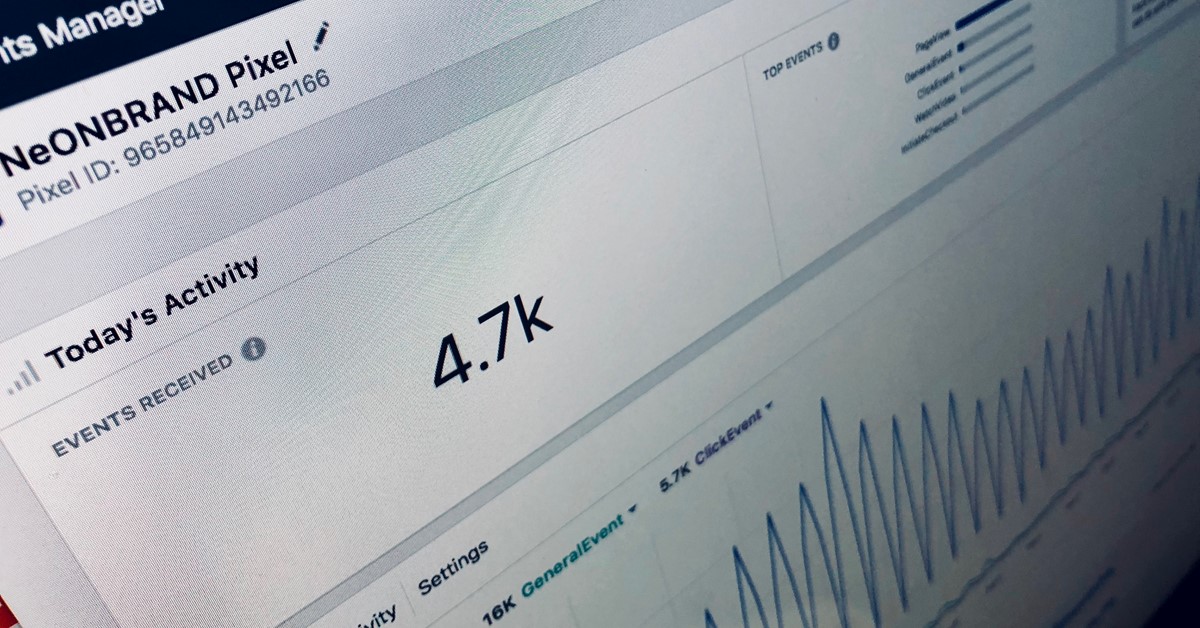 nts Manager
NeONBRAND Pixel
Pixel ID: 965849143492166
Today's Activity
EVENTS RECEIVED
4.7k
TOP EVENTS
PageView
GeneralEvent
ClickEvent
WatchVideo
InitiateCheckout
ivity
Settings
16K GeneralEvent
5.7K ClickEvent